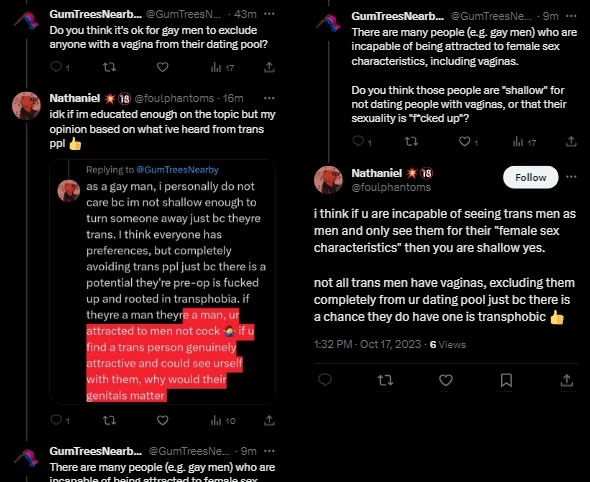 GumTreesNearb... @GumTreesN... · 43m
Do you think it's ok for gay men to exclude
anyone with a vagina from their dating pool?
1 17
Nathaniel 💥🔞 @foulphantoms · 16m
idk if im educated enough on the topic but my
opinion based on what ive heard from trans
ppl 👍
Replying to @GumTreesNearby
as a gay man, i personally do not
care bc im not shallow enough to
turn someone away just bc theyre
trans. I think everyone has
preferences, but completely
avoiding trans ppl just bc there is a
potential they're pre-op is fucked
up and rooted in transphobia. if
theyre a man theyre a man, ur
attracted to men not cock 🤷‍♂️ if u
find a trans person genuinely
attractive and could see urself
with them, why would their
genitals matter
1 10
GumTreesNearb... @GumTreesNe... · 9m
There are many people (e.g. gay men) who are
incapable of being attracted to female sex
GumTreesNearb... @GumTreesNe... · 9m
There are many people (e.g. gay men) who are
incapable of being attracted to female sex
characteristics, including vaginas.
Do you think those people are "shallow" for
not dating people with vaginas, or that their
sexuality is "f*cked up"?
1 1 17
Nathaniel 💥🔞
@foulphantoms
Follow
i think if u are incapable of seeing trans men as
men and only see them for their "female sex
characteristics" then you are shallow yes.
not all trans men have vaginas, excluding them
completely from ur dating pool just bc there is
a chance they do have one is transphobic 👍
1:32 PM · Oct 17, 2023 · 6 Views